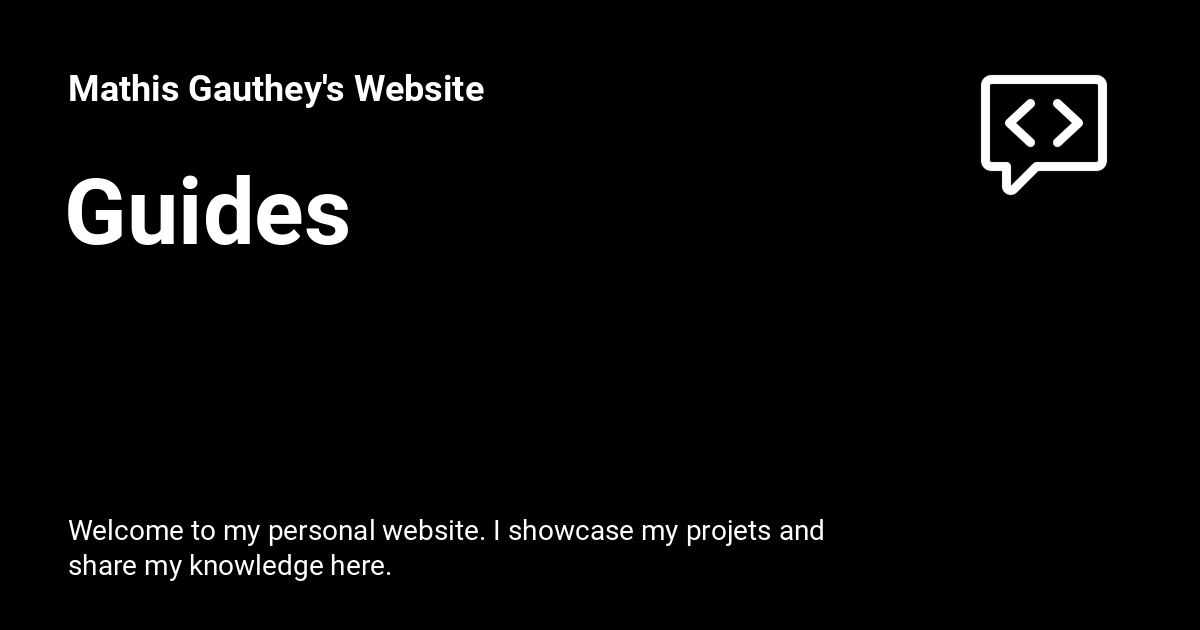 Mathis Gauthey's Website
Guides
Welcome to my personal website. I showcase my projets and
share my knowledge here.